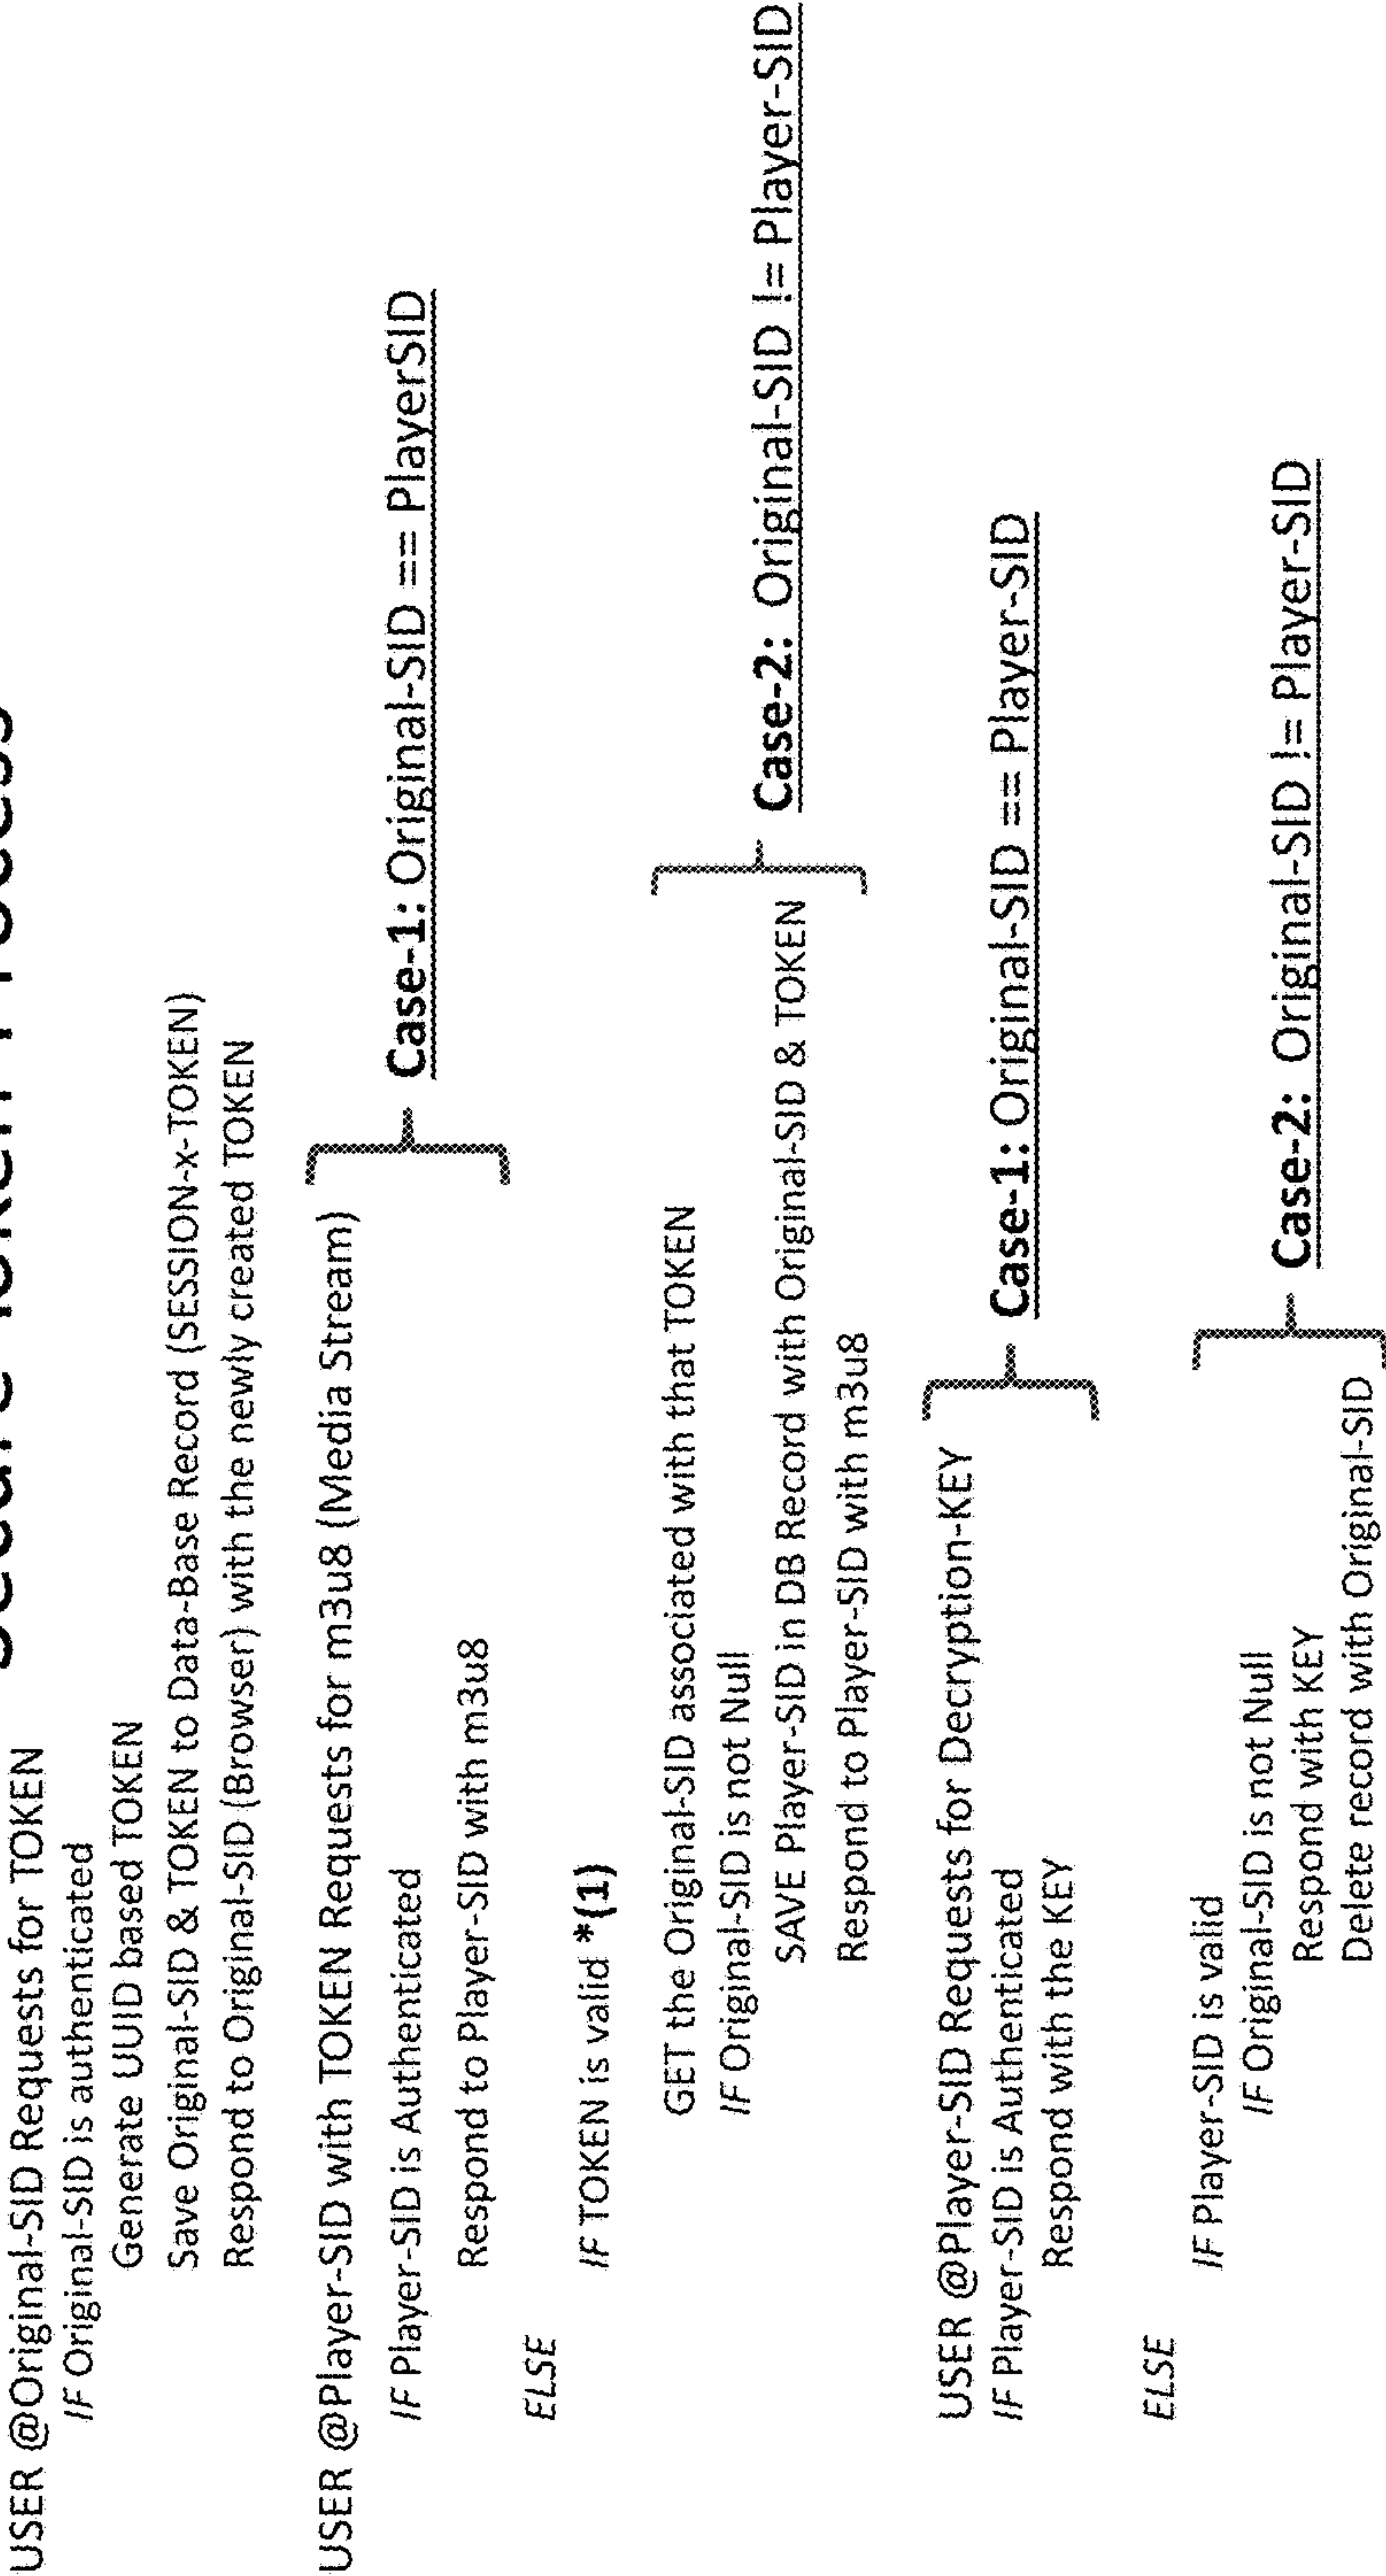 USER @Original-SID Requests for TOKEN
IF Original-SID is authenticated
Generate UUID based TOKEN
Save Original-SID & TOKEN to Data-Base Record (SESSION-x-TOKEN)
Respond to Original-SID (Browser) with the newly created TOKEN
USER @Player-SID with TOKEN Requests for m3u8 (Media Stream)
IF Player-SID is Authenticated
Respond to Player-SID with m3u8
Case-1: Original-SID == PlayerSID
ELSE
IF TOKEN is valid *(1)
GET the Original-SID associated with that TOKEN
IF Original-SID is not Null
SAVE Player-SID in DB Record with Original-SID & TOKEN
Respond to Player-SID with m3u8
Case-2: Original-SID != Player-SID
USER @Player-SID Requests for Decryption-KEY
IF Player-SID is Authenticated
Respond with the KEY
Case-1: Original-SID == Player-SID
ELSE
IF Player-SID is valid
IF Original-SID is not Null
Respond with KEY
Delete record with Original-SID
Case-2: Original-SID != Player-SID